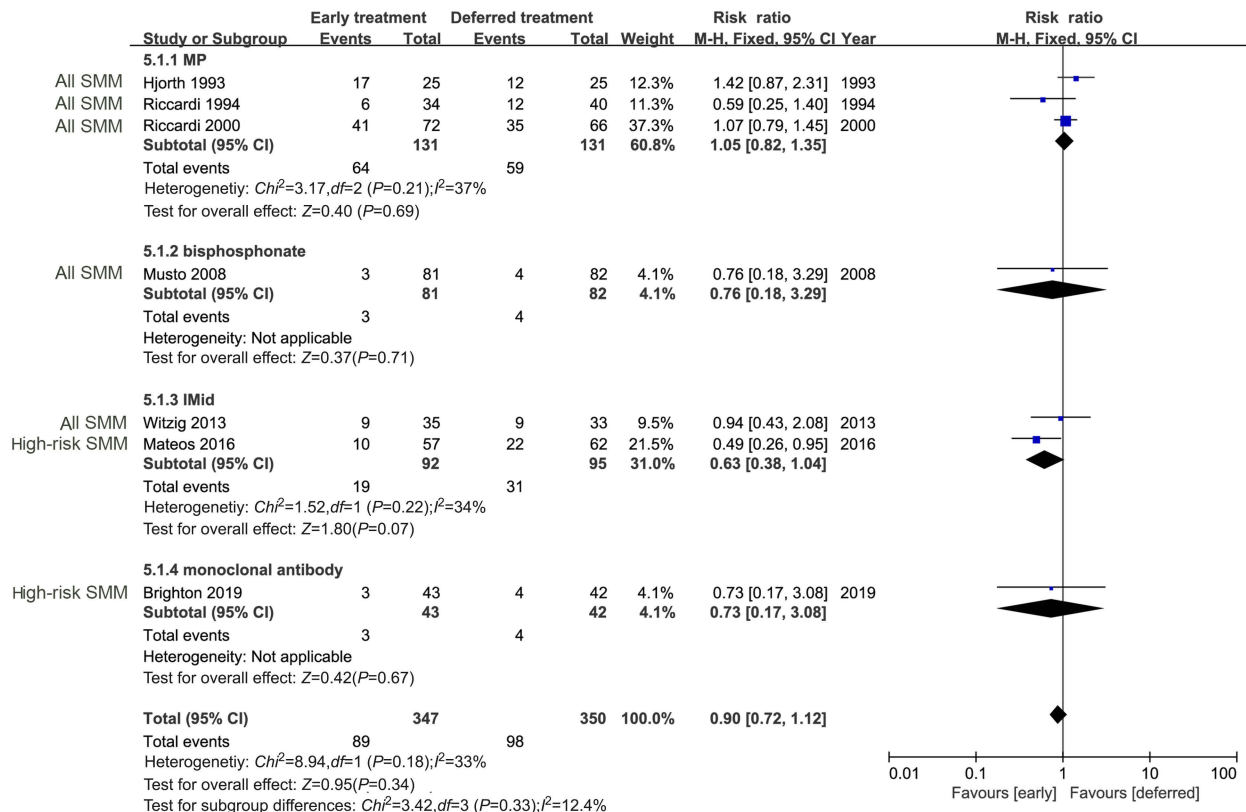 Early treatment Deferred treatment Risk ratio Risk ratio
Study or Subgroup Events Total Events Total Weight M-H, Fixed, 95% CI Year M-H, Fixed, 95% CI
5.1.1 MP
All SMM Hjorth 1993 17 25 12 25 12.3% 1.42 [0.87, 2.31] 1993
All SMM Riccardi 1994 6 34 12 40 11.3% 0.59 [0.25, 1.40] 1994
All SMM Riccardi 2000 41 72 35 66 37.3% 1.07 [0.79, 1.45] 2000
Subtotal (95% CI) 131 131 60.8% 1.05 [0.82, 1.35]
Total events 64 59
Heterogenetiy: Chi²=3.17,df=2 (P=0.21);I²=37%
Test for overall effect: Z=0.40 (P=0.69)
5.1.2 bisphosphonate
All SMM Musto 2008 3 81 4 82 4.1% 0.76 [0.18, 3.29] 2008
Subtotal (95% CI) 81 82 4.1% 0.76 [0.18, 3.29]
Total events 3 4
Heterogeneity: Not applicable
Test for overall effect: Z=0.37(P=0.71)
5.1.3 IMid
All SMM Witzig 2013 9 35 9 33 9.5% 0.94 [0.43, 2.08] 2013
High-risk SMM Mateos 2016 10 57 22 62 21.5% 0.49 [0.26, 0.95] 2016
Subtotal (95% CI) 92 95 31.0% 0.63 [0.38, 1.04]
Total events 19 31
Heterogenetiy: Chi²=1.52,df=1 (P=0.22);I²=34%
Test for overall effect: Z=1.80(P=0.07)
5.1.4 monoclonal antibody
High-risk SMM Brighton 2019 3 43 4 42 4.1% 0.73 [0.17, 3.08] 2019
Subtotal (95% CI) 43 42 4.1% 0.73 [0.17, 3.08]
Total events 3 4
Heterogeneity: Not applicable
Test for overall effect: Z=0.42(P=0.67)
Total (95% CI) 347 350 100.0% 0.90 [0.72, 1.12]
Total events 89 98
Heterogenetiy: Chi²=8.94,df=1 (P=0.18);I²=33%
Test for overall effect: Z=0.95(P=0.34)
Test for subgroup differences: Chi²=3.42,df=3 (P=0.33);I²=12.4%
0.01 0.1 1 10 100
Favours [early] Favours [deferred]